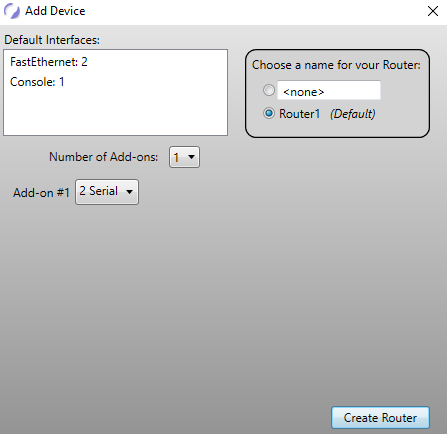 Add Device
Default Interfaces:
FastEthernet: 2
Console: 1
Choose a name for your Router:
<none>
Router1 (Default)
Number of Add-ons: 1
Add-on #1 2 Serial
Create Router